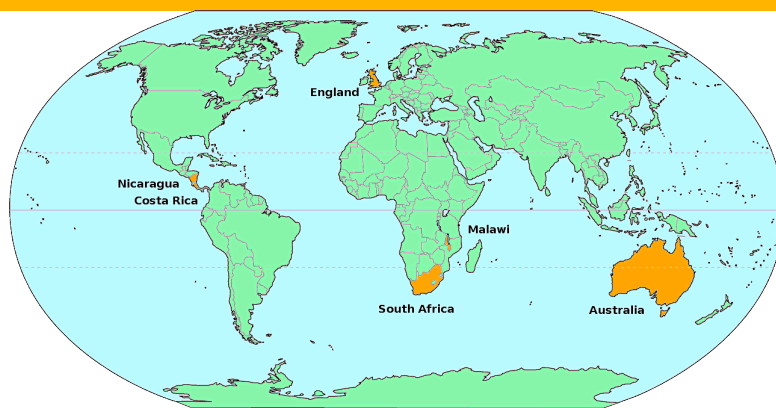 England
Nicaragua
Costa Rica
Malawi
South Africa
Australia